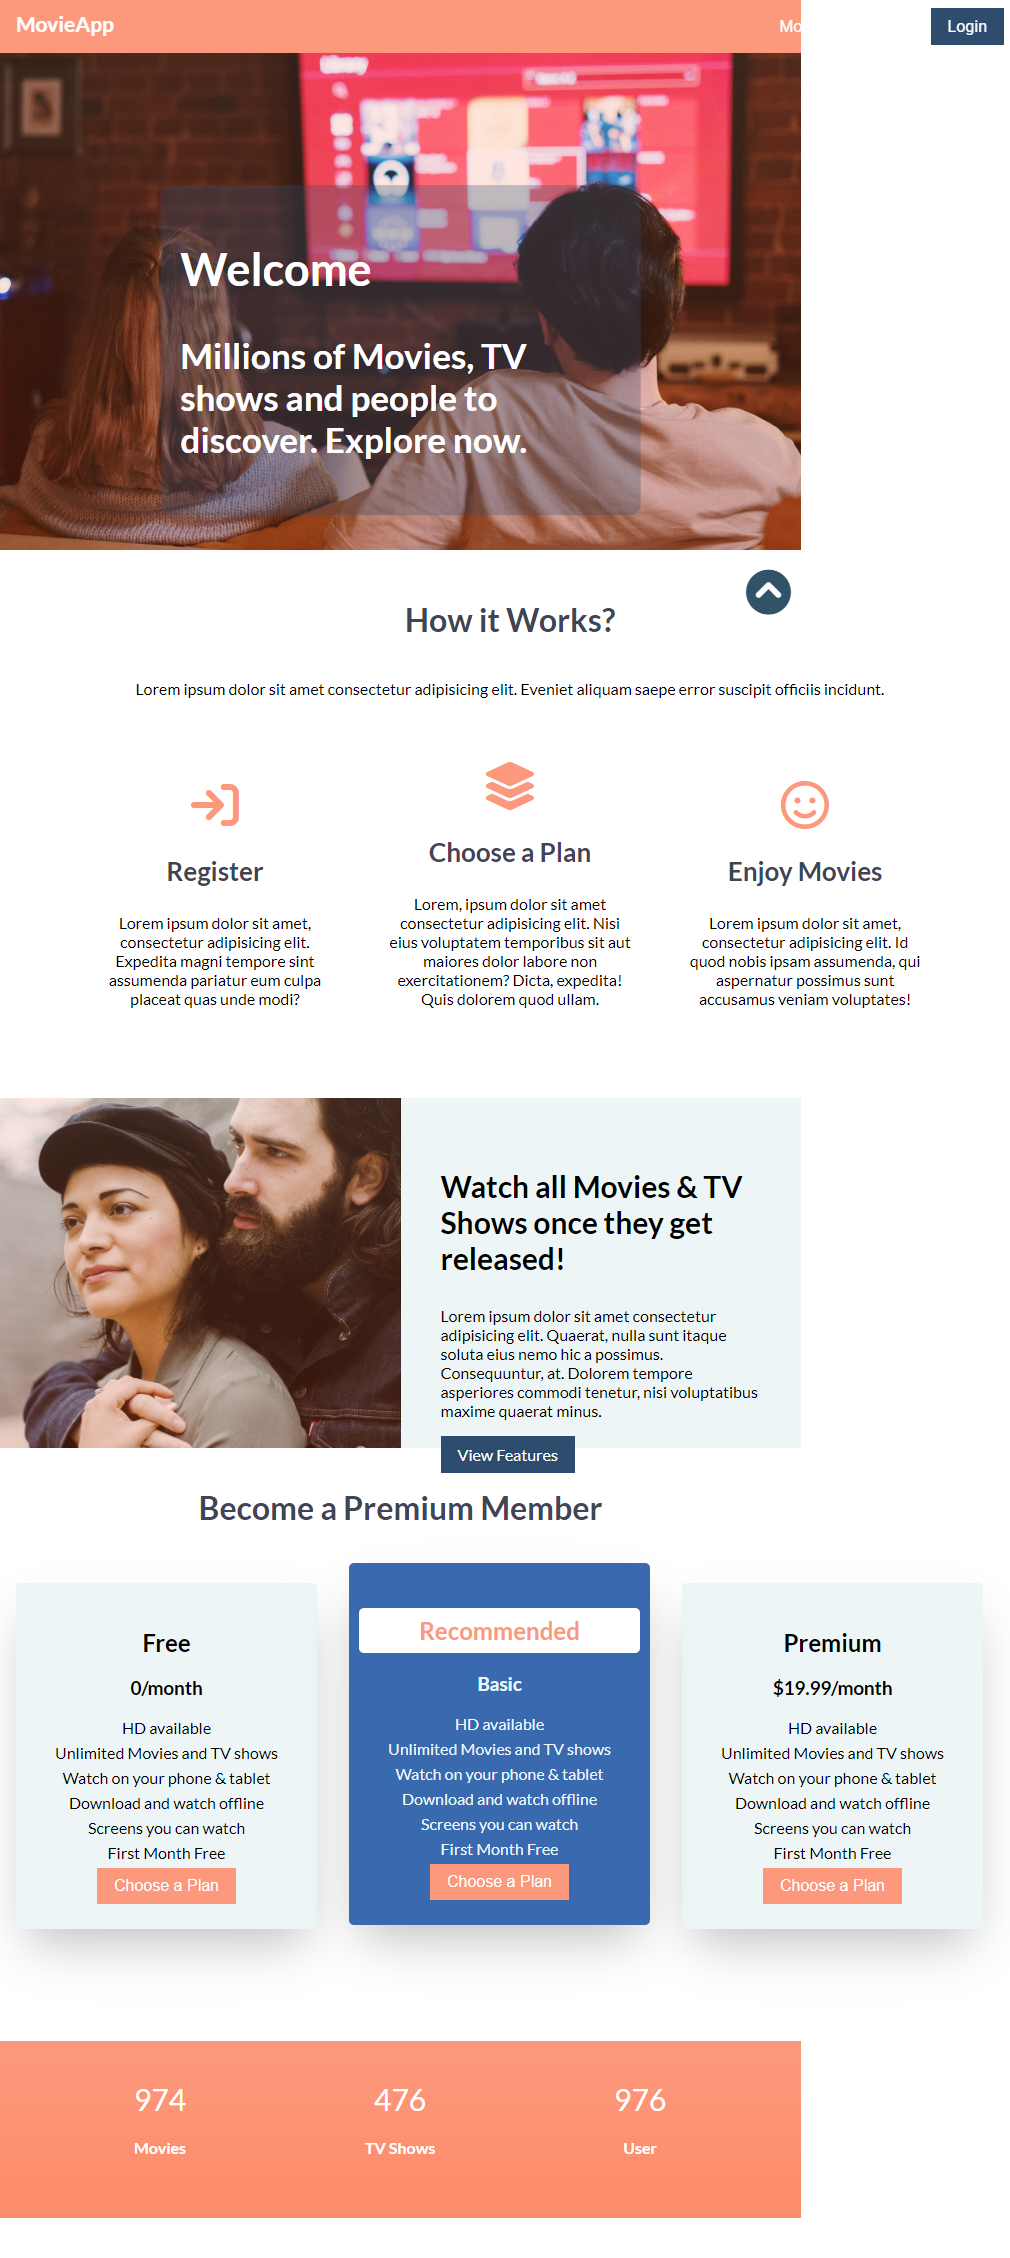 MovieApp
Mo
Login
Library
Welcome
Millions of Movies, TV
shows and people to
discover. Explore now.
How it Works?
Lorem ipsum dolor sit amet consectetur adipisicing elit. Eveniet aliquam saepe error suscipit officiis incidunt.
Register
Lorem ipsum dolor sit amet,
consectetur adipisicing elit.
Expedita magni tempore sint
assumenda pariatur eum culpa
placeat quas unde modi?
Choose a Plan
Lorem, ipsum dolor sit amet
consectetur adipisicing elit. Nisi
eius voluptatem temporibus sit aut
maiores dolor labore non
exercitationem? Dicta, expedita!
Quis dolorem quod ullam.
Enjoy Movies
Lorem ipsum dolor sit amet,
consectetur adipisicing elit. Id
quod nobis ipsam assumenda, qui
aspernatur possimus sunt
accusamus veniam voluptates!
Watch all Movies & TV
Shows once they get
released!
Lorem ipsum dolor sit amet consectetur
adipisicing elit. Quaerat, nulla sunt itaque
soluta eius nemo hic a possimus.
Consequuntur, at. Dolorem tempore
asperiores commodi tenetur, nisi voluptatibus
maxime quaerat minus.
View Features
Become a Premium Member
Free
0/month
HD available
Unlimited Movies and TV shows
Watch on your phone & tablet
Download and watch offline
Screens you can watch
First Month Free
Choose a Plan
Recommended
Basic
HD available
Unlimited Movies and TV shows
Watch on your phone & tablet
Download and watch offline
Screens you can watch
First Month Free
Choose a Plan
Premium
$19.99/month
HD available
Unlimited Movies and TV shows
Watch on your phone & tablet
Download and watch offline
Screens you can watch
First Month Free
Choose a Plan
974
Movies
476
TV Shows
976
User